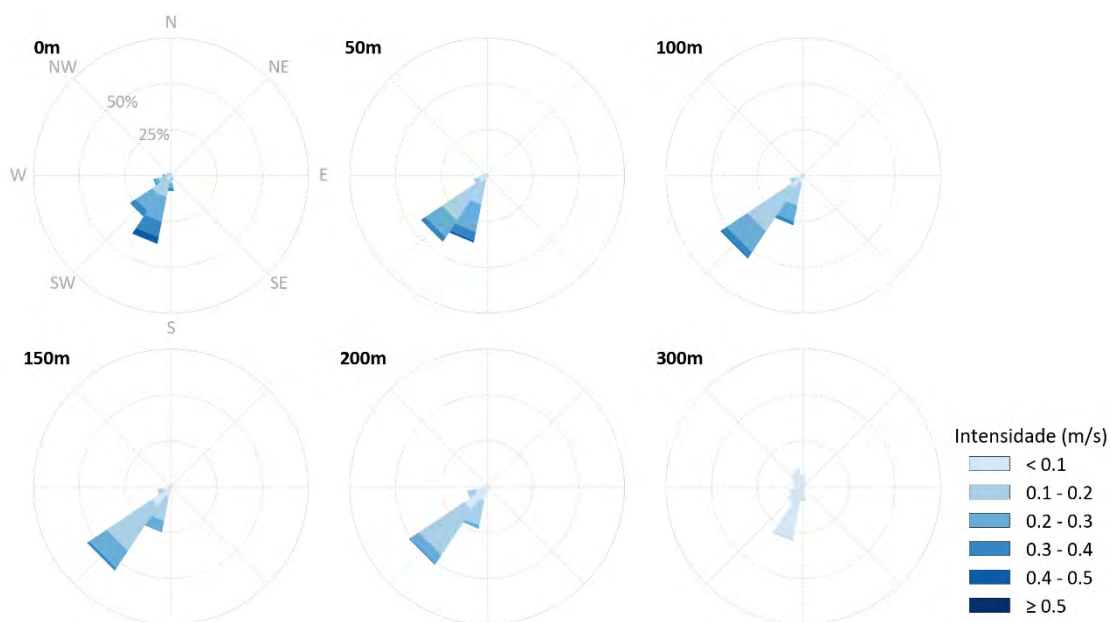 N
0m
50m
100m
NW
NE
50%
25%
W
E
SW
SE
S
150m
200m
300m
Intensidade (m/s)
< 0.1
0.1 - 0.2
0.2 - 0.3
0.3 - 0.4
0.4 - 0.5
≥ 0.5